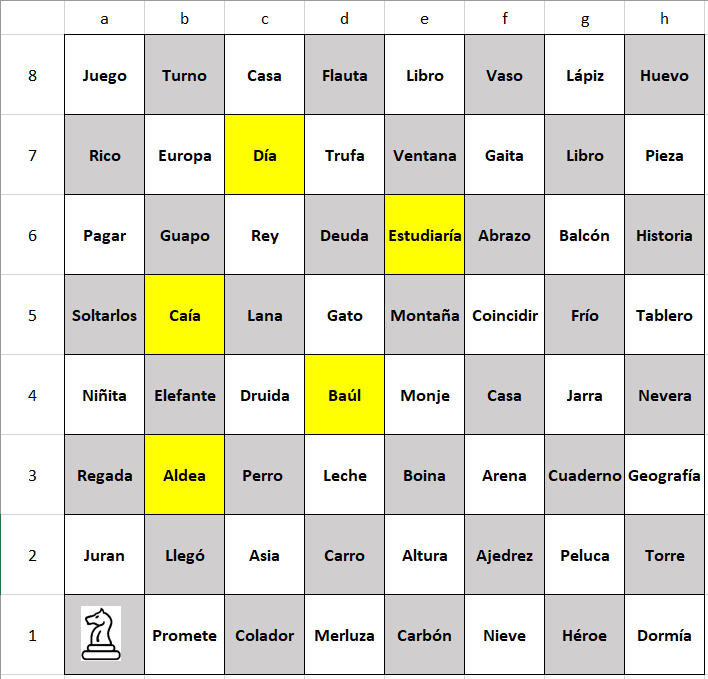 a b c d e f g h
8 Juego Turno Casa Flauta Libro Vaso Lápiz Huevo
7 Rico Europa Día Trufa Ventana Gaita Libro Pieza
6 Pagar Guapo Rey Deuda Estudiaría Abrazo Balcón Historia
5 Soltarlos Caía Lana Gato Montaña Coincidir Frío Tablero
4 Niñita Elefante Druida Baúl Monje Casa Jarra Nevera
3 Regada Aldea Perro Leche Boina Arena Cuaderno Geografía
2 Juran Llegó Asia Carro Altura Ajedrez Peluca Torre
1 Promete Colador Merluza Carbón Nieve Héroe Dormía